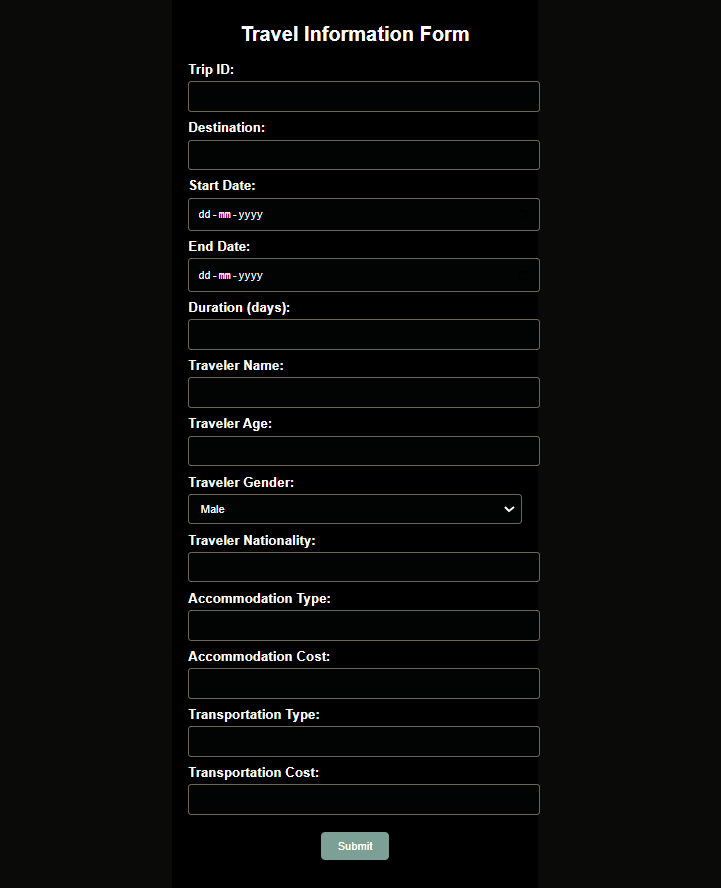 Travel Information Form
Trip ID:
Destination:
Start Date:
dd-mm-yyyy
End Date:
dd-mm-yyyy
Duration (days):
Traveler Name:
Traveler Age:
Traveler Gender:
Male
Traveler Nationality:
Accommodation Type:
Accommodation Cost:
Transportation Type:
Transportation Cost:
Submit